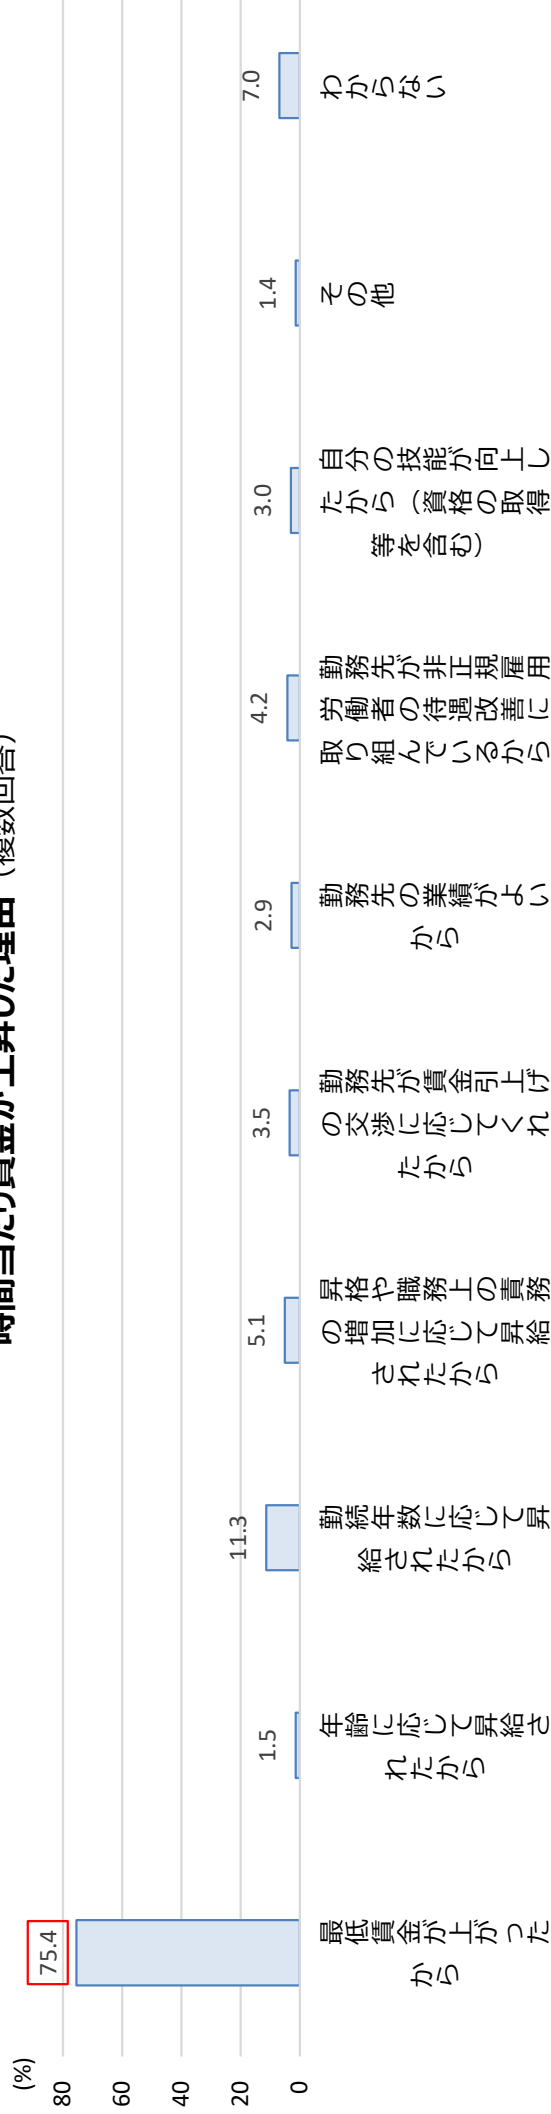 時間当たり賃金が上昇した理由（複数回答）
(%)
80
60
40
20
0
75.4
1.5
11.3
5.1
3.5
2.9
4.2
3.0
1.4
7.0
最低賃金が上がった
から
年齢に応じて昇給さ
れたから
勤続年数に応じて昇
給されたから
昇格や職務上の責務
の増加に応じて昇給
されたから
勤務先が賃金引上げ
の交渉に応じてくれ
たから
勤務先の業績がよい
から
勤務先が非正規雇用
労働者の待遇改善に
取り組んでいるから
自分の技能が向上し
たから（資格の取得
等を含む）
その他
わからない